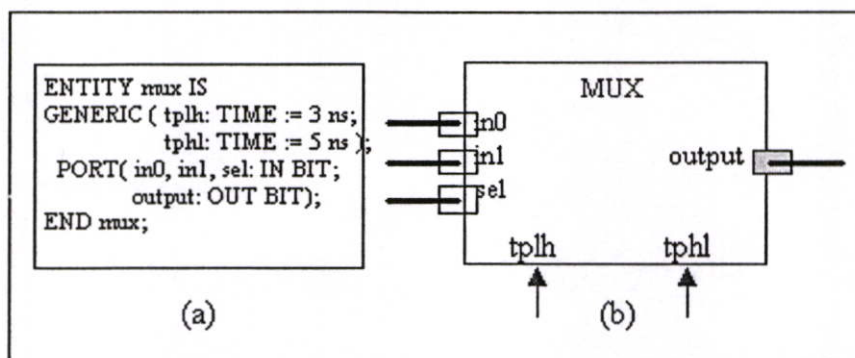 ENTITY mux IS
GENERIC ( tplh: TIME := 3 ns;
tphl: TIME := 5 ns );
PORT( in0, in1, sel: IN BIT;
output: OUT BIT);
END mux;
(a)
MUX
in0
in1
sel
output
tplh
tphl
(b)